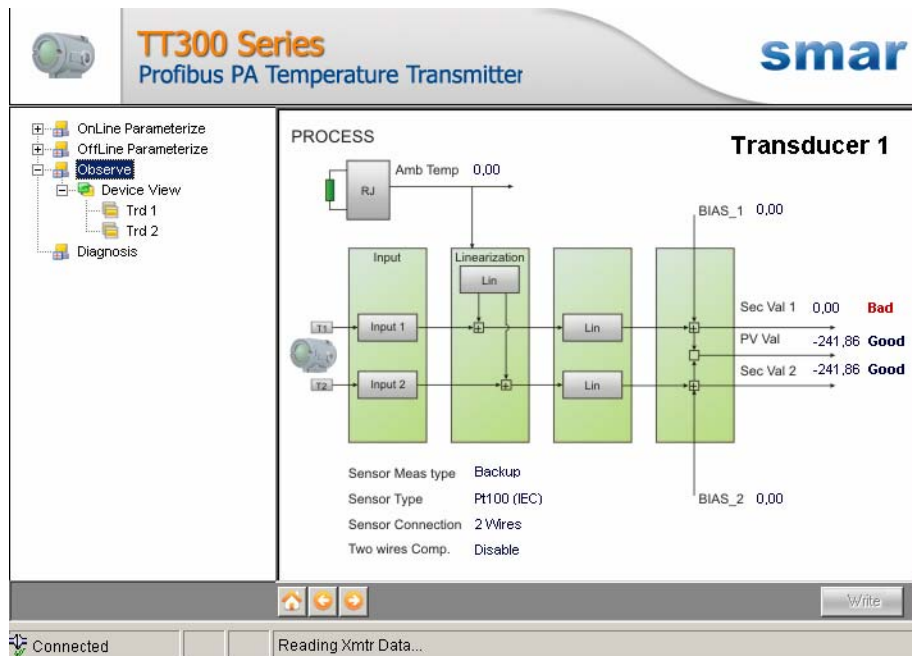 TT300 Series
Profibus PA Temperature Transmitter
smar
OnLine Parameterize
OffLine Parameterize
Observe
Device View
Trd 1
Trd 2
Diagnosis
PROCESS
Transducer 1
RJ
Amb Temp 0,00
BIAS_1 0,00
Input
Linearization
Lin
T1
Input 1
Lin
Sec Val 1 0,00 Bad
PV Val -241,86 Good
T2
Input 2
Lin
Sec Val 2 -241,86 Good
Sensor Meas type Backup
Sensor Type Pt100 (IEC)
BIAS_2 0,00
Sensor Connection 2 Wires
Two wires Comp. Disable
Write
Connected
Reading Xmtr Data...